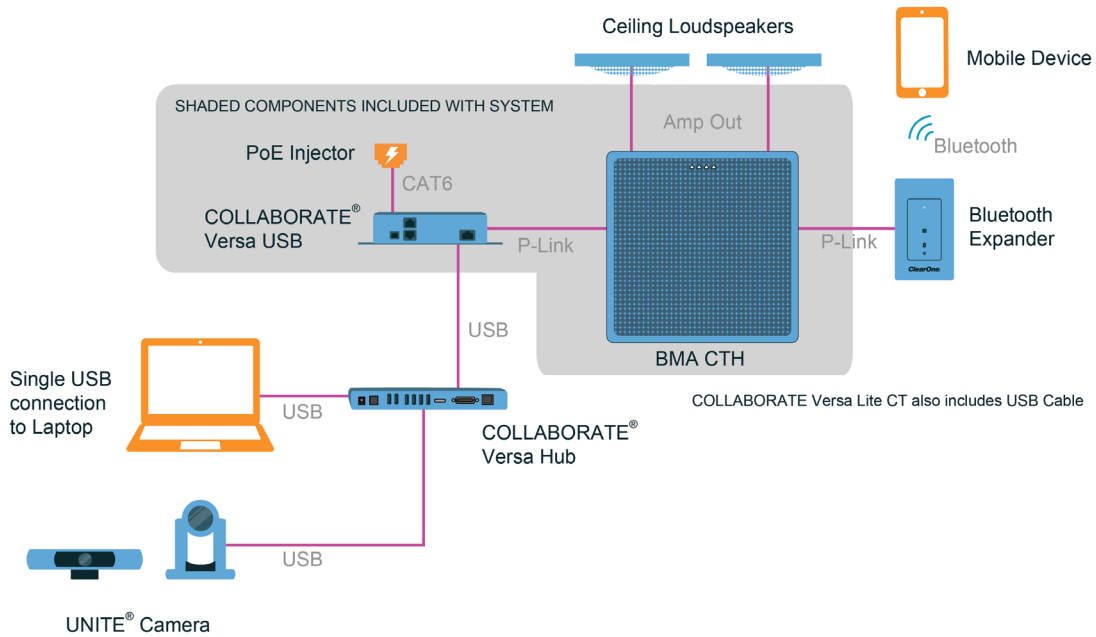 Ceiling Loudspeakers
Mobile Device
SHADED COMPONENTS INCLUDED WITH SYSTEM
Amp Out
Bluetooth
PoE Injector
CAT6
COLLABORATE®
Versa USB
P-Link
P-Link
Bluetooth
Expander
ClearOne
USB
BMA CTH
Single USB
connection
to Laptop
USB
COLLABORATE Versa Lite CT also includes USB Cable
COLLABORATE®
Versa Hub
USB
UNITE® Camera